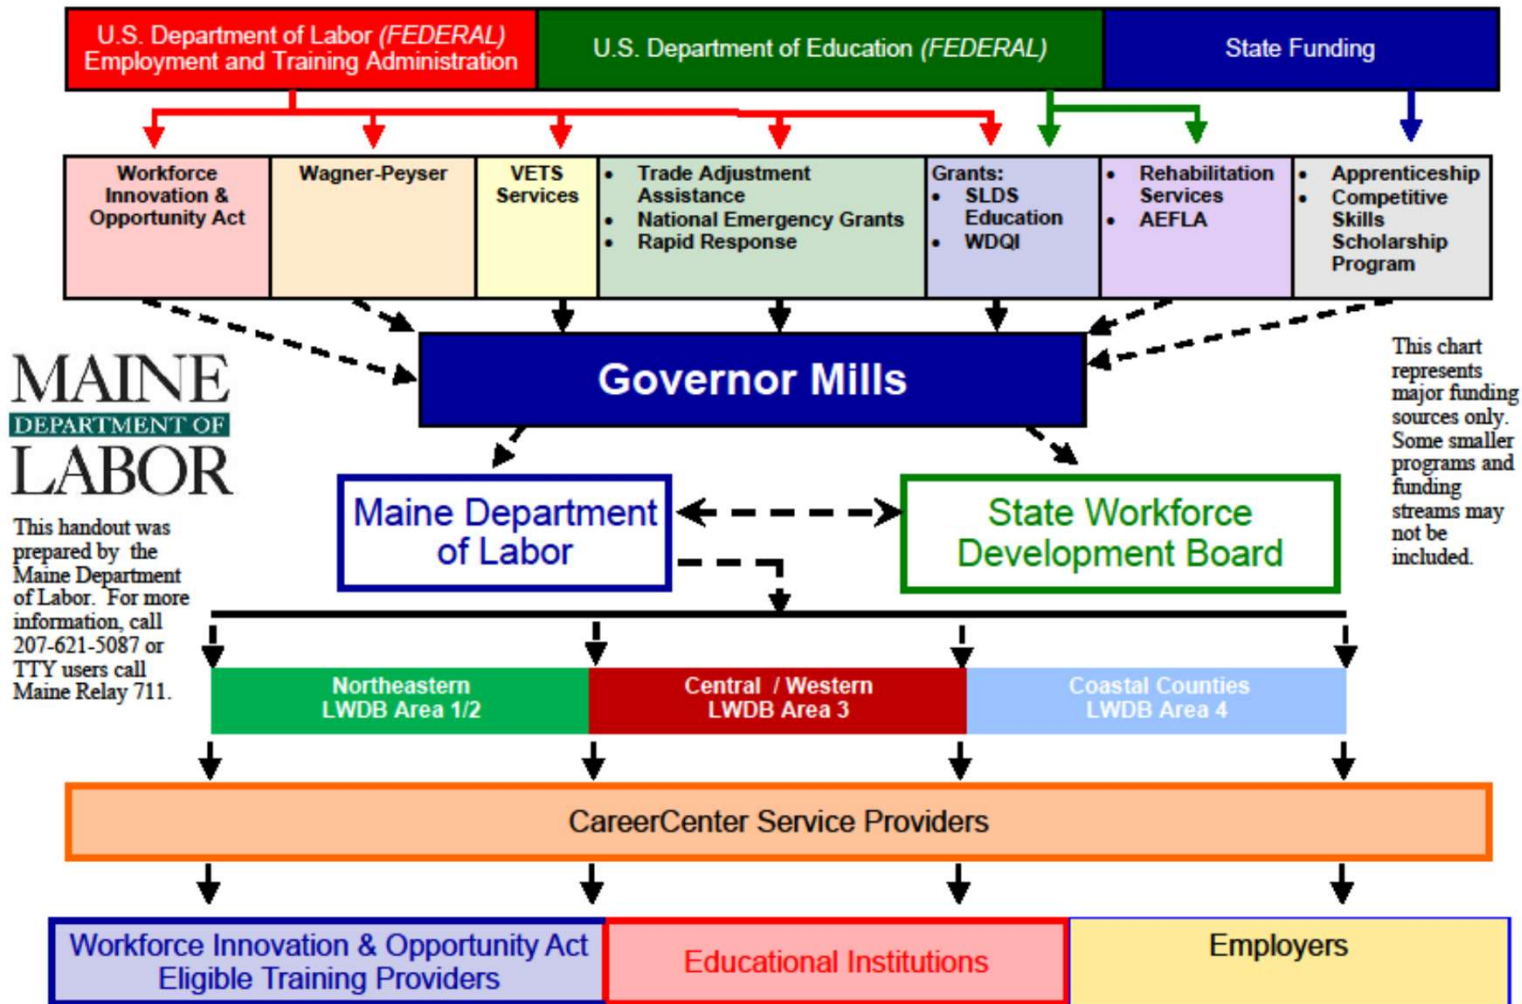 U.S. Department of Labor (FEDERAL)
Employment and Training Administration
U.S. Department of Education (FEDERAL)
State Funding
Workforce
Innovation &
Opportunity Act
Wagner-Peyser
VETS
Services
• Trade Adjustment
Assistance
• National Emergency Grants
• Rapid Response
Grants:
• SLDS
Education
• WDQI
• Rehabilitation
Services
• AEFLA
• Apprenticeship
• Competitive
Skills
Scholarship
Program
Governor Mills
MAINE
DEPARTMENT OF
LABOR
This handout was
prepared by the
Maine Department
of Labor. For more
information, call
207-621-5087 or
TTY users call
Maine Relay 711.
This chart
represents
major funding
sources only.
Some smaller
programs and
funding
streams may
not be
included.
Maine Department
of Labor
State Workforce
Development Board
Northeastern
LWDB Area 1/2
Central / Western
LWDB Area 3
Coastal Counties
LWDB Area 4
CareerCenter Service Providers
Workforce Innovation & Opportunity Act
Eligible Training Providers
Educational Institutions
Employers